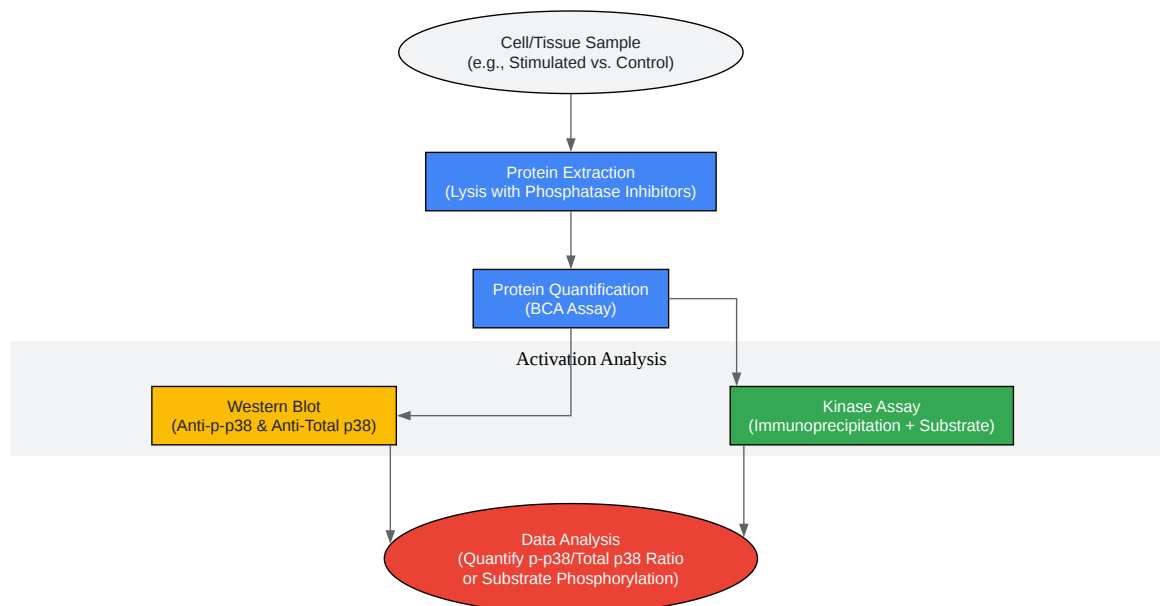 Cell/Tissue Sample
(e.g., Stimulated vs. Control)
Protein Extraction
(Lysis with Phosphatase Inhibitors)
Protein Quantification
(BCA Assay)
Activation Analysis
Western Blot
(Anti-p-p38 & Anti-Total p38)
Kinase Assay
(Immunoprecipitation + Substrate)
Data Analysis
(Quantify p-p38/Total p38 Ratio
or Substrate Phosphorylation)